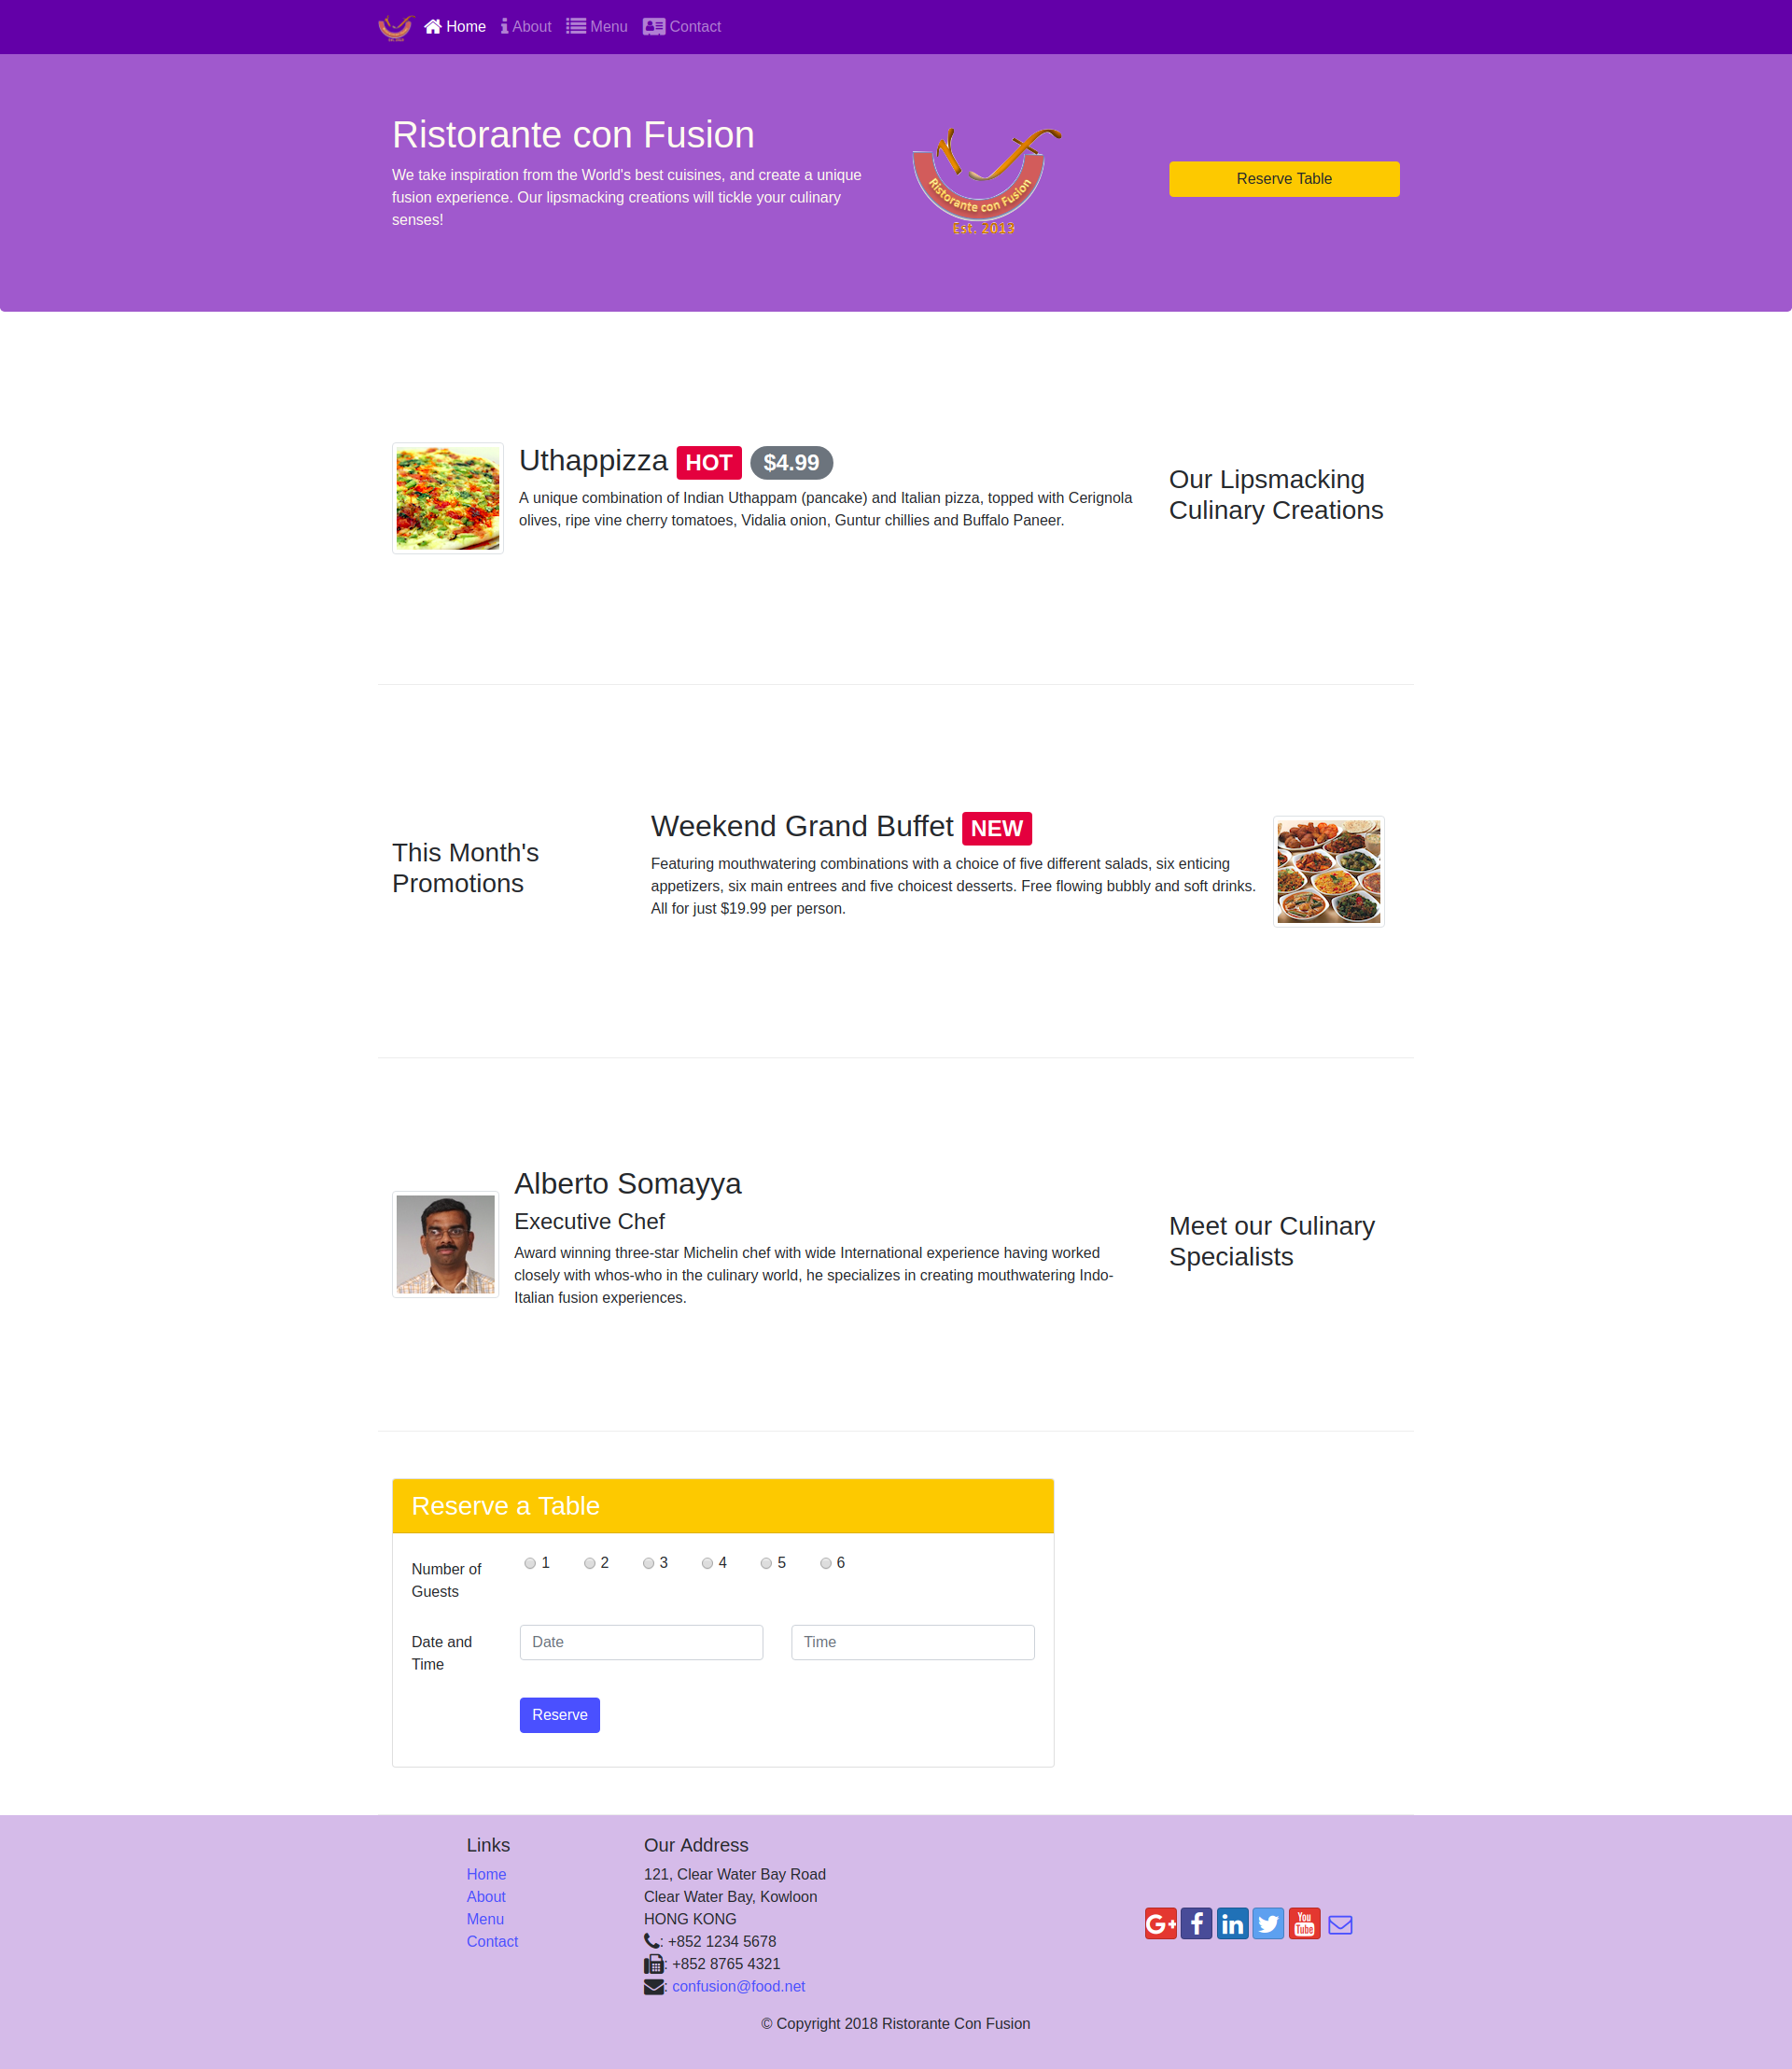 Home About Menu Contact
Ristorante con Fusion
We take inspiration from the World's best cuisines, and create a unique
fusion experience. Our lipsmacking creations will tickle your culinary
senses!
Ristorante con Fusion
Est. 2013
Reserve Table
Uthappizza HOT $4.99
A unique combination of Indian Uthappam (pancake) and Italian pizza, topped with Cerignola
olives, ripe vine cherry tomatoes, Vidalia onion, Guntur chillies and Buffalo Paneer.
Our Lipsmacking
Culinary Creations
This Month's
Promotions
Weekend Grand Buffet NEW
Featuring mouthwatering combinations with a choice of five different salads, six enticing
appetizers, six main entrees and five choicest desserts. Free flowing bubbly and soft drinks.
All for just $19.99 per person.
Alberto Somayya
Executive Chef
Award winning three-star Michelin chef with wide International experience having worked
closely with whos-who in the culinary world, he specializes in creating mouthwatering Indo-
Italian fusion experiences.
Meet our Culinary
Specialists
Reserve a Table
Number of
Guests
1 2 3 4 5 6
Date and
Time
Date Time
Reserve
Links
Home
About
Menu
Contact
Our Address
121, Clear Water Bay Road
Clear Water Bay, Kowloon
HONG KONG
: +852 1234 5678
: +852 8765 4321
: confusion@food.net
G+ f in You Tube
© Copyright 2018 Ristorante Con Fusion